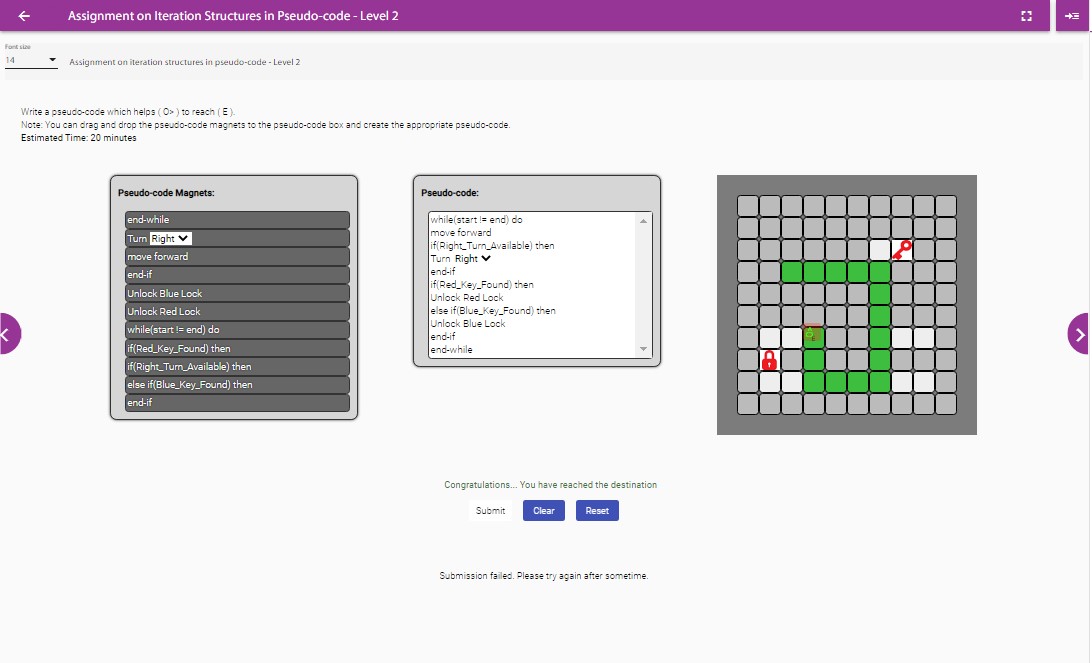 Assignment on Iteration Structures in Pseudo-code - Level 2
Font size
14
Assignment on iteration structures in pseudo-code - Level 2
Write a pseudo-code which helps ( O> ) to reach ( E ).
Note: You can drag and drop the pseudo-code magnets to the pseudo-code box and create the appropriate pseudo-code.
Estimated Time: 20 minutes
Pseudo-code Magnets:
end-while
Turn Right
move forward
end-if
Unlock Blue Lock
Unlock Red Lock
while(start != end) do
if(Red_Key_Found) then
if(Right_Turn_Available) then
else if(Blue_Key_Found) then
end-if
Pseudo-code:
while(start != end) do
move forward
if(Right_Turn_Available) then
Turn Right
end-if
if(Red_Key_Found) then
Unlock Red Lock
else if(Blue_Key_Found) then
Unlock Blue Lock
end-if
end-while
Congratulations... You have reached the destination
Submit Clear Reset
Submission failed. Please try again after sometime.